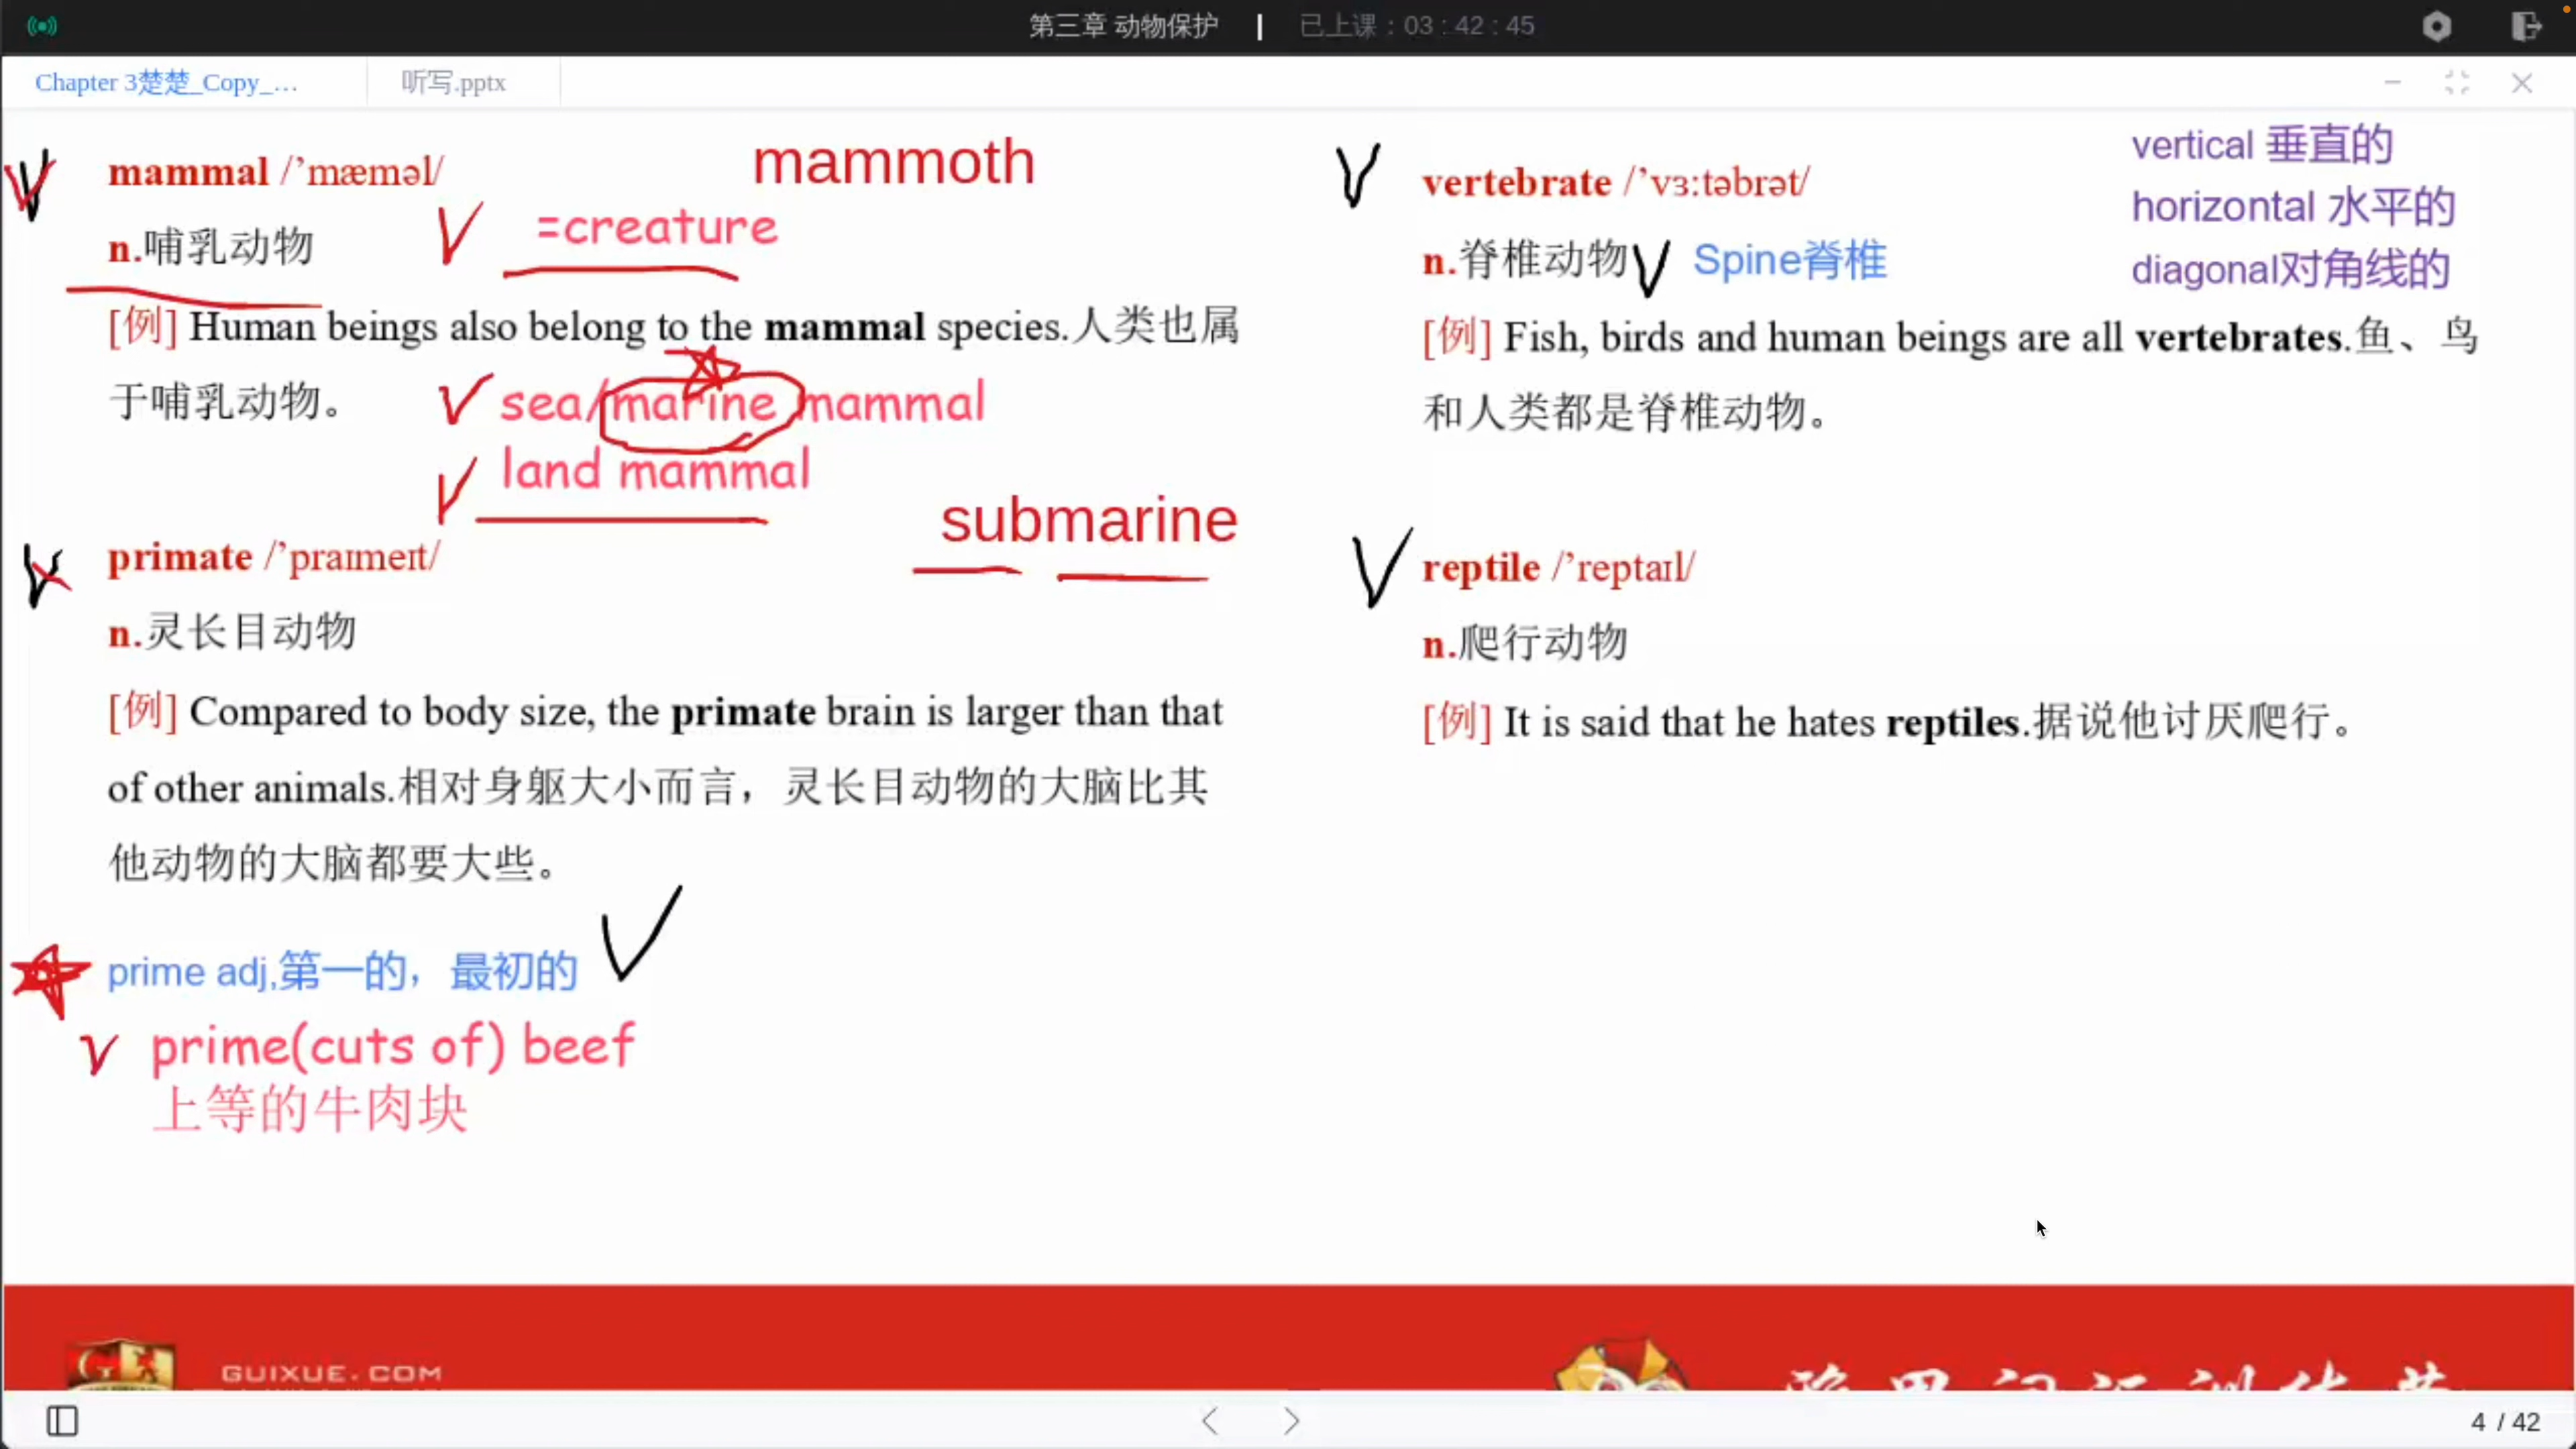 第三章 动物保护 | 已上课：03:42:45
Chapter 3楚楚_Copy_... 听写.pptx
mammal /’mæməl/ mammoth
n.哺乳动物 =creature
[例] Human beings also belong to the mammal species.人类也属
于哺乳动物。 sea/marine mammal
land mammal
submarine
primate /’praɪmeɪt/
n.灵长目动物
[例] Compared to body size, the primate brain is larger than that
of other animals.相对身躯大小而言，灵长目动物的大脑比其
他动物的大脑都要大些。
prime adj,第一的，最初的
prime(cuts of) beef
上等的牛肉块
vertebrate /’vɜ:təbrət/
n.脊椎动物 Spine脊椎
[例] Fish, birds and human beings are all vertebrates.鱼、鸟
和人类都是脊椎动物。
vertical 垂直的
horizontal 水平的
diagonal对角线的
reptile /’reptaɪl/
n.爬行动物
[例] It is said that he hates reptiles.据说他讨厌爬行。
GUIXUE.COM
4 / 42